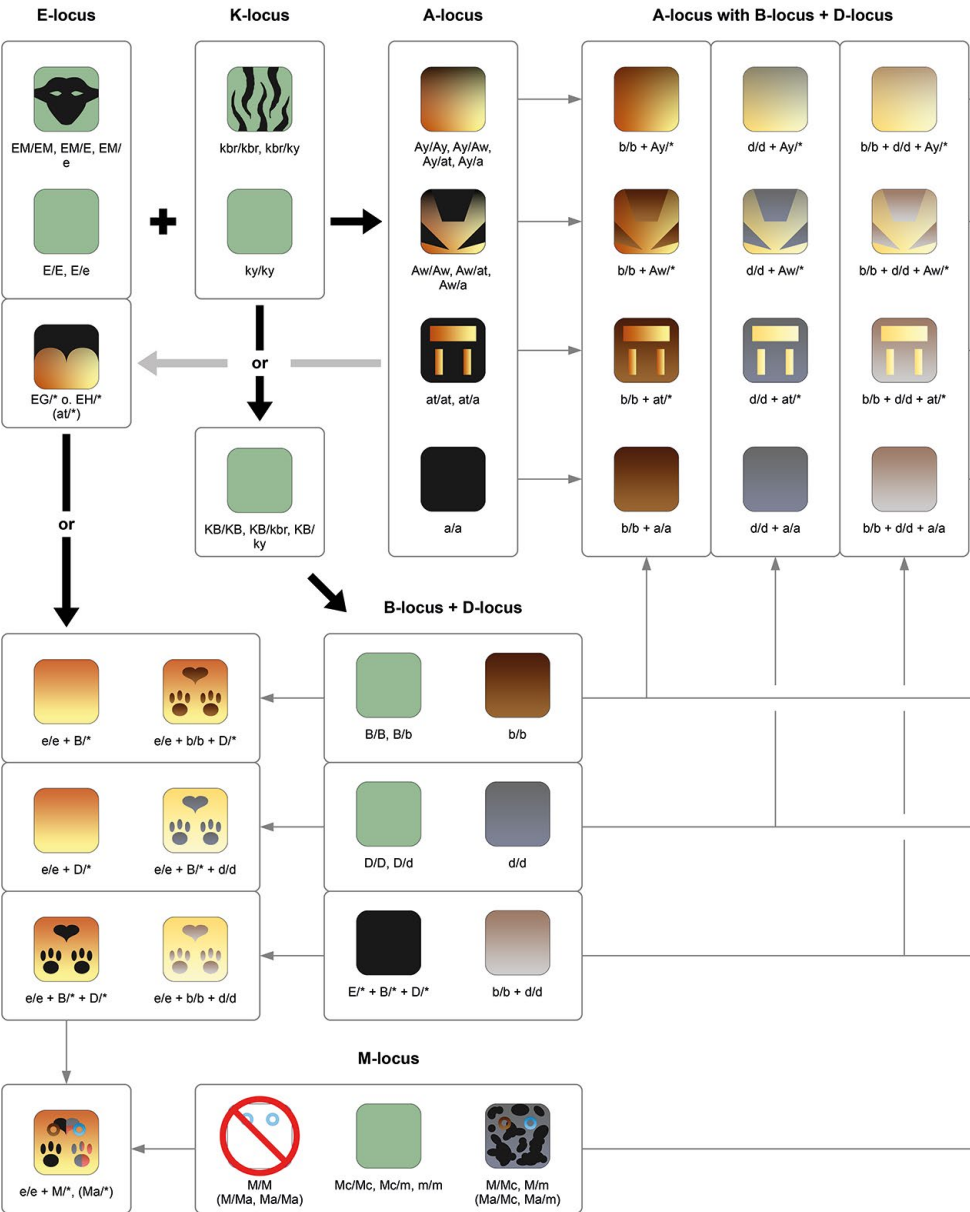 E-locus
K-locus
A-locus
A-locus with B-locus + D-locus
EM/EM, EM/E, EM/
e
kbr/kbr, kbr/ky
Ay/Ay, Ay/Aw,
Ay/at, Ay/a
b/b + Ay/*
d/d + Ay/*
b/b + d/d + Ay/*
E/E, E/e
ky/ky
Aw/Aw, Aw/at,
Aw/a
b/b + Aw/*
d/d + Aw/*
b/b + d/d + Aw/*
or
EG/* o. EH/*
(at/*)
at/at, at/a
b/b + at/*
d/d + at/*
b/b + d/d + at/*
or
KB/KB, KB/kbr, KB/
ky
a/a
b/b + a/a
d/d + a/a
b/b + d/d + a/a
B-locus + D-locus
e/e + B/*
e/e + b/b + D/*
B/B, B/b
b/b
e/e + D/*
e/e + B/* + d/d
D/D, D/d
d/d
e/e + B/* + D/*
e/e + b/b + d/d
E/* + B/* + D/*
b/b + d/d
M-locus
e/e + M/*, (Ma/*)
M/M
(M/Ma, Ma/Ma)
Mc/Mc, Mc/m, m/m
M/Mc, M/m
(Ma/Mc, Ma/m)